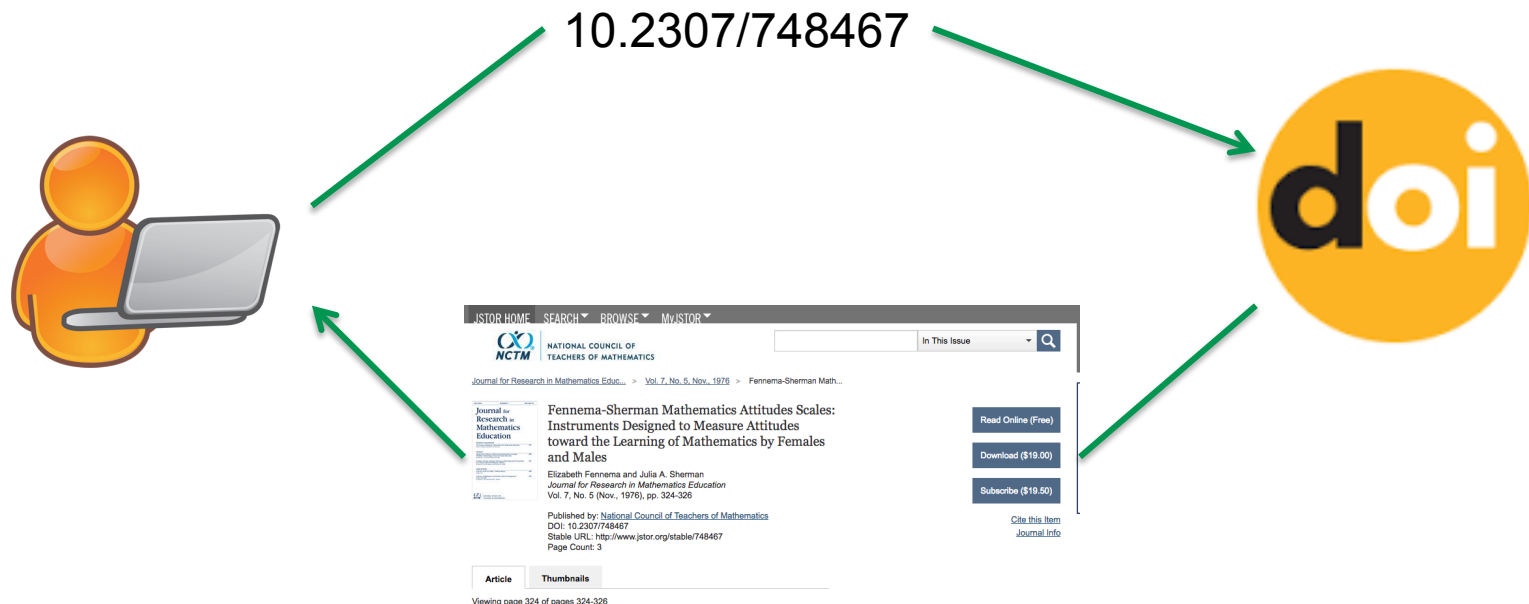 10.2307/748467
doi
JSTOR HOME SEARCH BROWSE MyJSTOR
NCTM
NATIONAL COUNCIL OF
TEACHERS OF MATHEMATICS
In This Issue
Journal for Research in Mathematics Educ... > Vol. 7, No. 5, Nov., 1976 > Fennema-Sherman Math...
Journal for
Research in
Mathematics
Education
Fennema-Sherman Mathematics Attitudes Scales:
Instruments Designed to Measure Attitudes
toward the Learning of Mathematics by Females
and Males
Elizabeth Fennema and Julia A. Sherman
Journal for Research in Mathematics Education
Vol. 7, No. 5 (Nov., 1976), pp. 324-326
Published by: National Council of Teachers of Mathematics
DOI: 10.2307/748467
Stable URL: http://www.jstor.org/stable/748467
Page Count: 3
Read Online (Free)
Download ($19.00)
Subscribe ($19.50)
Cite this Item
Journal Info
Article Thumbnails
Viewing page 324 of pages 324-326